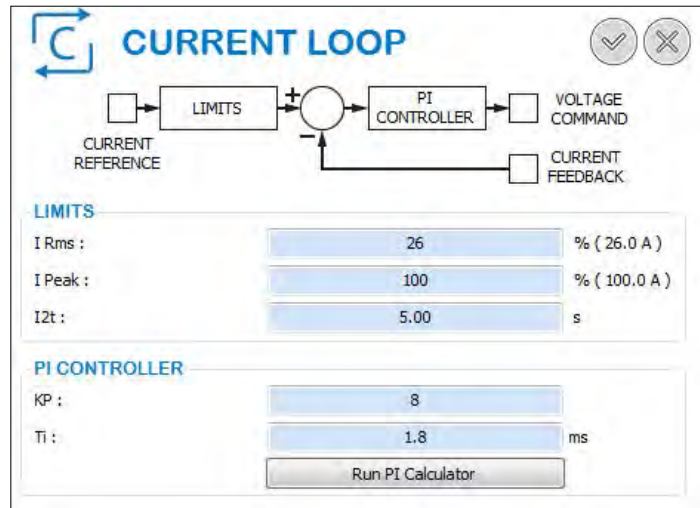 C CURRENT LOOP
CURRENT
REFERENCE
LIMITS
+
−
PI
CONTROLLER
VOLTAGE
COMMAND
CURRENT
FEEDBACK
LIMITS
I Rms : 26 % ( 26.0 A )
I Peak : 100 % ( 100.0 A )
I2t : 5.00 s
PI CONTROLLER
KP : 8
Ti : 1.8 ms
Run PI Calculator